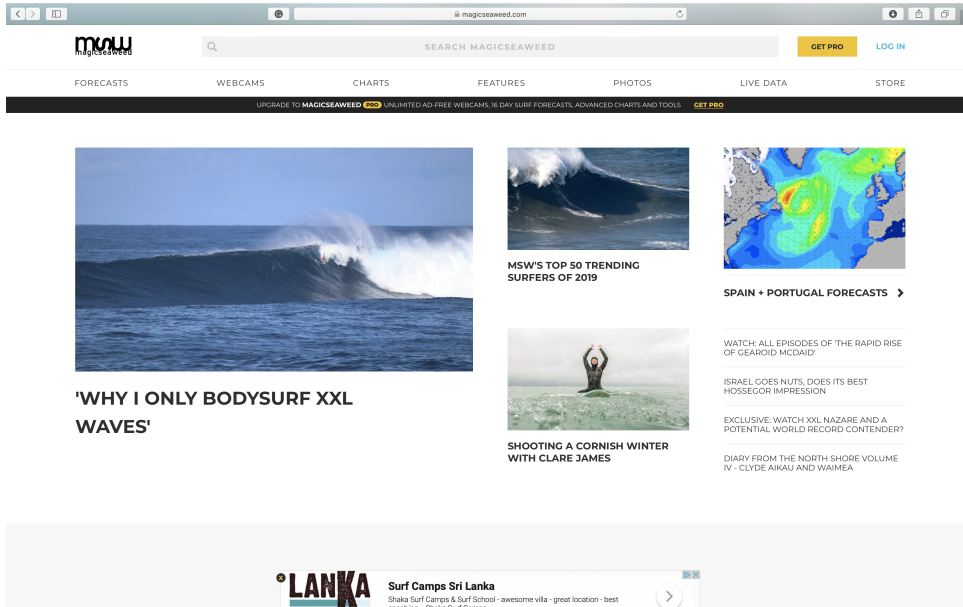 magicseaweed.com
msw
magicseaweed
SEARCH MAGICSEAWEED
GET PRO
LOG IN
FORECASTS
WEBCAMS
CHARTS
FEATURES
PHOTOS
LIVE DATA
STORE
UPGRADE TO MAGICSEAWEED PRO UNLIMITED AD-FREE WEBCAMS, 16 DAY SURF FORECASTS, ADVANCED CHARTS AND TOOLS GET PRO
'WHY I ONLY BODYSURF XXL
WAVES'
MSW'S TOP 50 TRENDING
SURFERS OF 2019
SHOOTING A CORNISH WINTER
WITH CLARE JAMES
SPAIN + PORTUGAL FORECASTS
WATCH: ALL EPISODES OF 'THE RAPID RISE
OF GEAROID MCDAID'
ISRAEL GOES NUTS, DOES ITS BEST
HOSSEGOR IMPRESSION
EXCLUSIVE: WATCH XXL NAZARE AND A
POTENTIAL WORLD RECORD CONTENDER?
DIARY FROM THE NORTH SHORE VOLUME
IV - CLYDE AIKAU AND WAIMEA
LANKA
Surf Camps Sri Lanka
Shaka Surf Camps & Surf School - awesome villa - great location - best